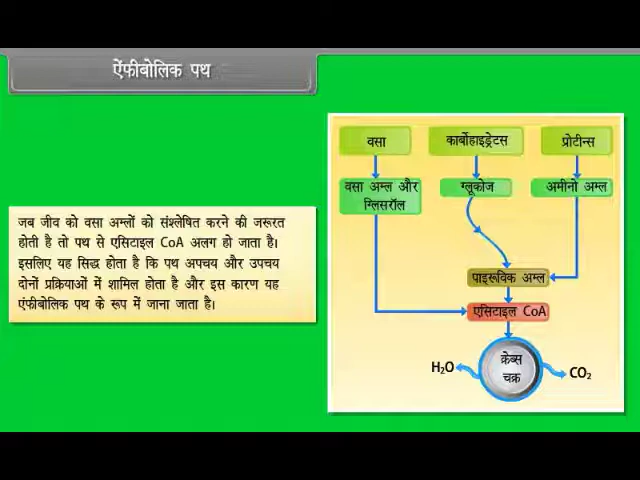 ऐंफीबोलिक पथ
जब जीव को वसा अम्लों को संश्लेषित करने की जरूरत
होती है तो पथ से एसिटाइल CoA अलग हो जाता है।
इसलिए यह सिद्ध होता है कि पथ अपचय और उपचय
दोनों प्रक्रियाओं में शामिल होता है और इस कारण यह
एंफीबोलिक पथ के रूप में जाना जाता है।
वसा
कार्बोहाइड्रेटस
प्रोटीन्स
वसा अम्ल और
ग्लिसरॉल
ग्लूकोज
अमीनो अम्ल
पाइरूविक अम्ल
एसिटाइल CoA
क्रेब्स
चक्र
H₂O
CO₂